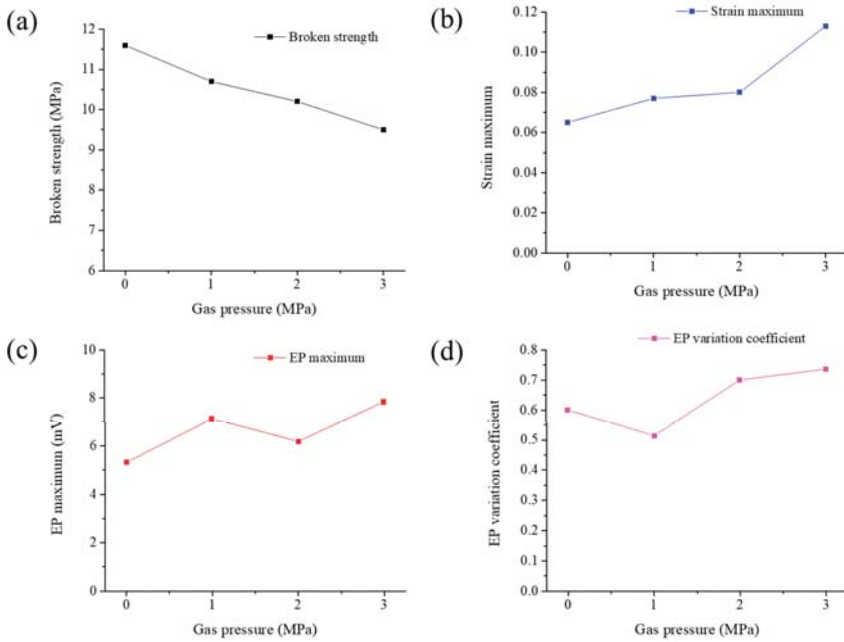 (a)
Broken strength
12
11
10
9
8
7
6
Broken strength (MPa)
0 1 2 3
Gas pressure (MPa)
(b)
Strain maximum
0.12
0.10
0.08
0.06
0.04
0.02
0.00
Strain maximum
0 1 2 3
Gas pressure (MPa)
(c)
EP maximum
10
8
6
4
2
0
EP maximum (mV)
0 1 2 3
Gas pressure (MPa)
(d)
EP variation coefficient
0.8
0.7
0.6
0.5
0.4
0.3
0.2
0.1
0.0
EP variation coefficient
0 1 2 3
Gas pressure (MPa)